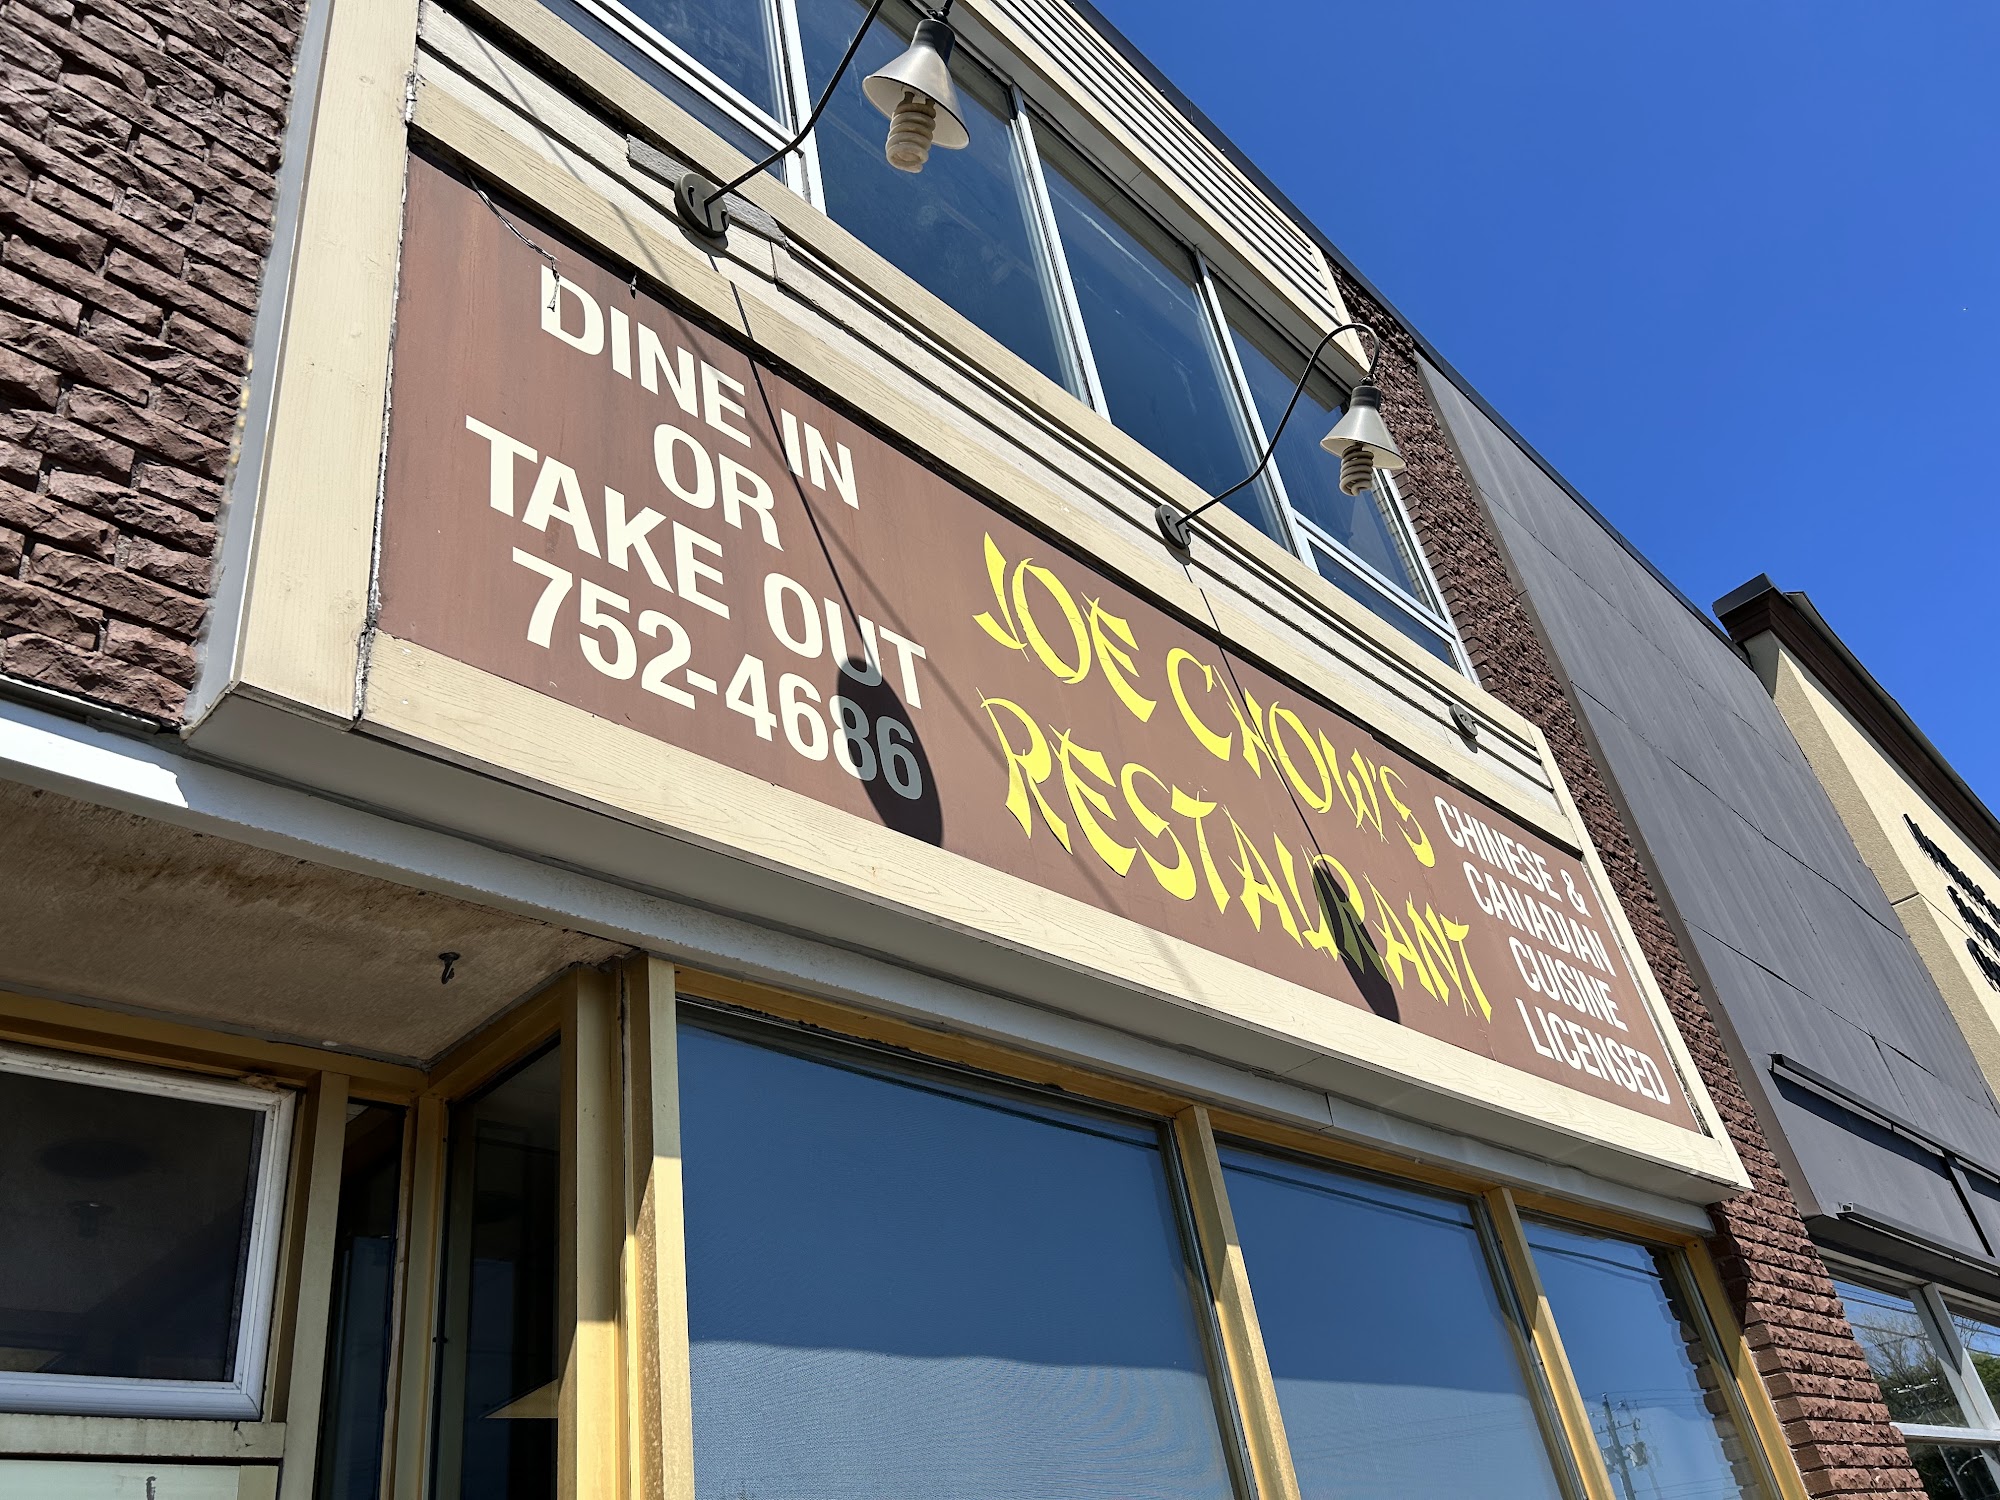 DINE IN
OR
TAKE OUT
752-4686
JOE CHOW'S
RESTAURANT
CHINESE &
CANADIAN
CUISINE
LICENSED